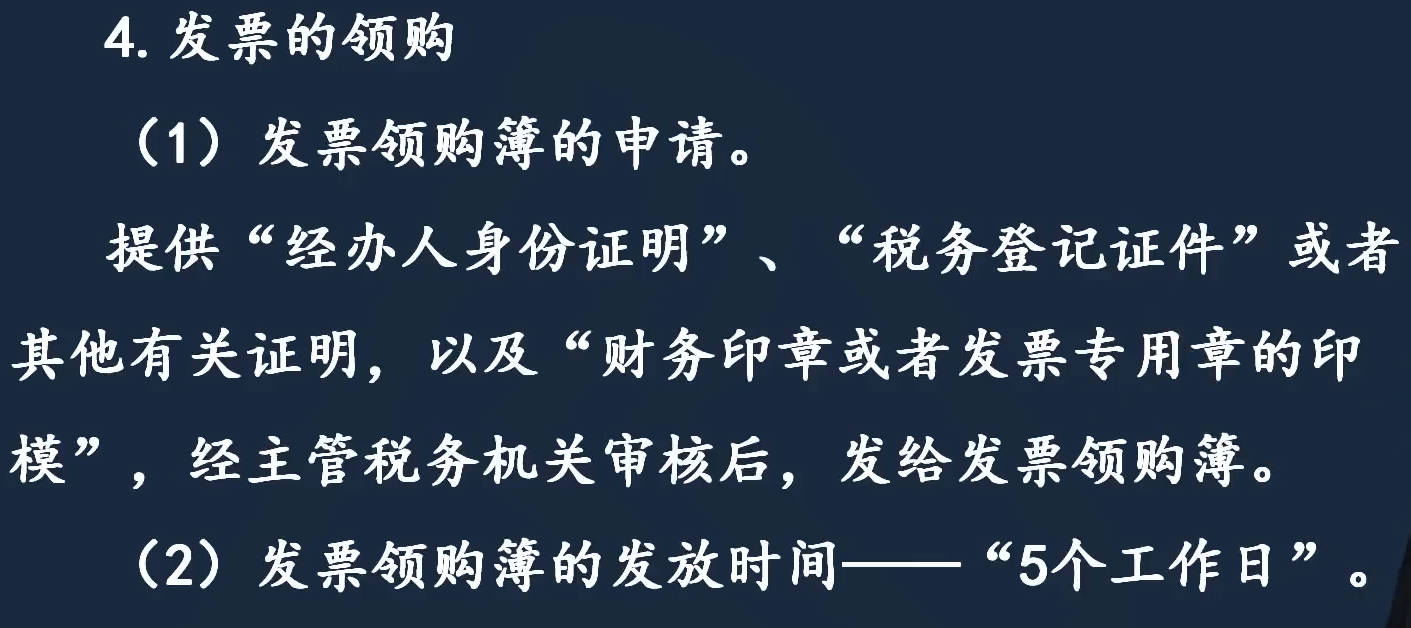 4. 发票的领购
（1）发票领购簿的申请。
提供“经办人身份证明”、“税务登记证件”或者
其他有关证明，以及“财务印章或者发票专用章的印
模”，经主管税务机关审核后，发给发票领购簿。
（2）发票领购簿的发放时间——“5个工作日”。